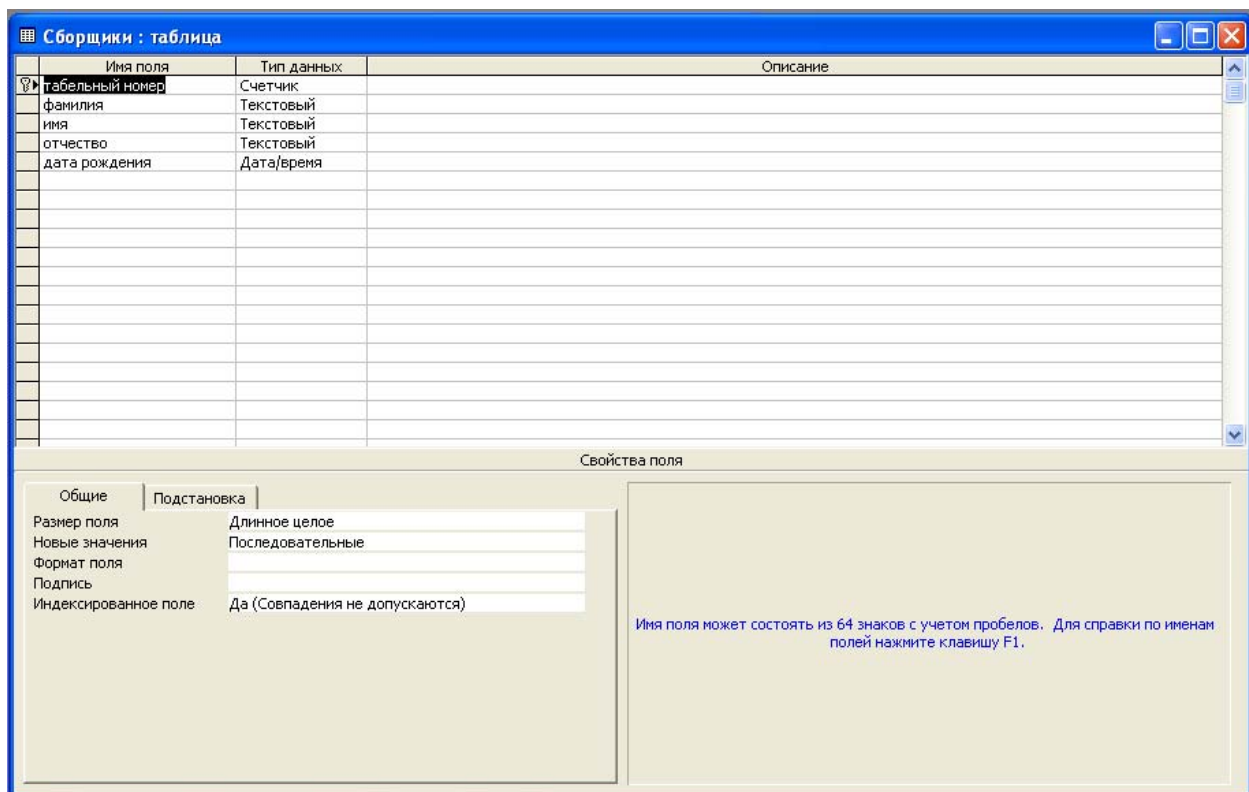 Сборщики : таблица
Имя поля Тип данных Описание
табельный номер Счетчик
фамилия Текстовый
имя Текстовый
отчество Текстовый
дата рождения Дата/время
Свойства поля
Общие Подстановка
Размер поля Длинное целое
Новые значения Последовательные
Формат поля
Подпись
Индексированное поле Да (Совпадения не допускаются)
Имя поля может состоять из 64 знаков с учетом пробелов. Для справки по именам
полей нажмите клавишу F1.